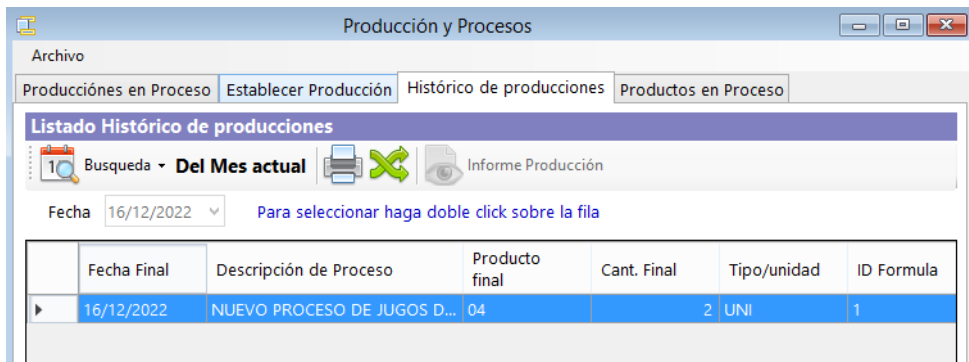 Producción y Procesos
Archivo
Producciónes en Proceso Establecer Producción Histórico de producciones Productos en Proceso
Listado Histórico de producciones
10 Busqueda Del Mes actual Informe Producción
Fecha 16/12/2022 Para seleccionar haga doble click sobre la fila
Fecha Final Descripción de Proceso Producto final Cant. Final Tipo/unidad ID Formula
16/12/2022 NUEVO PROCESO DE JUGOS D... 04 2 UNI 1